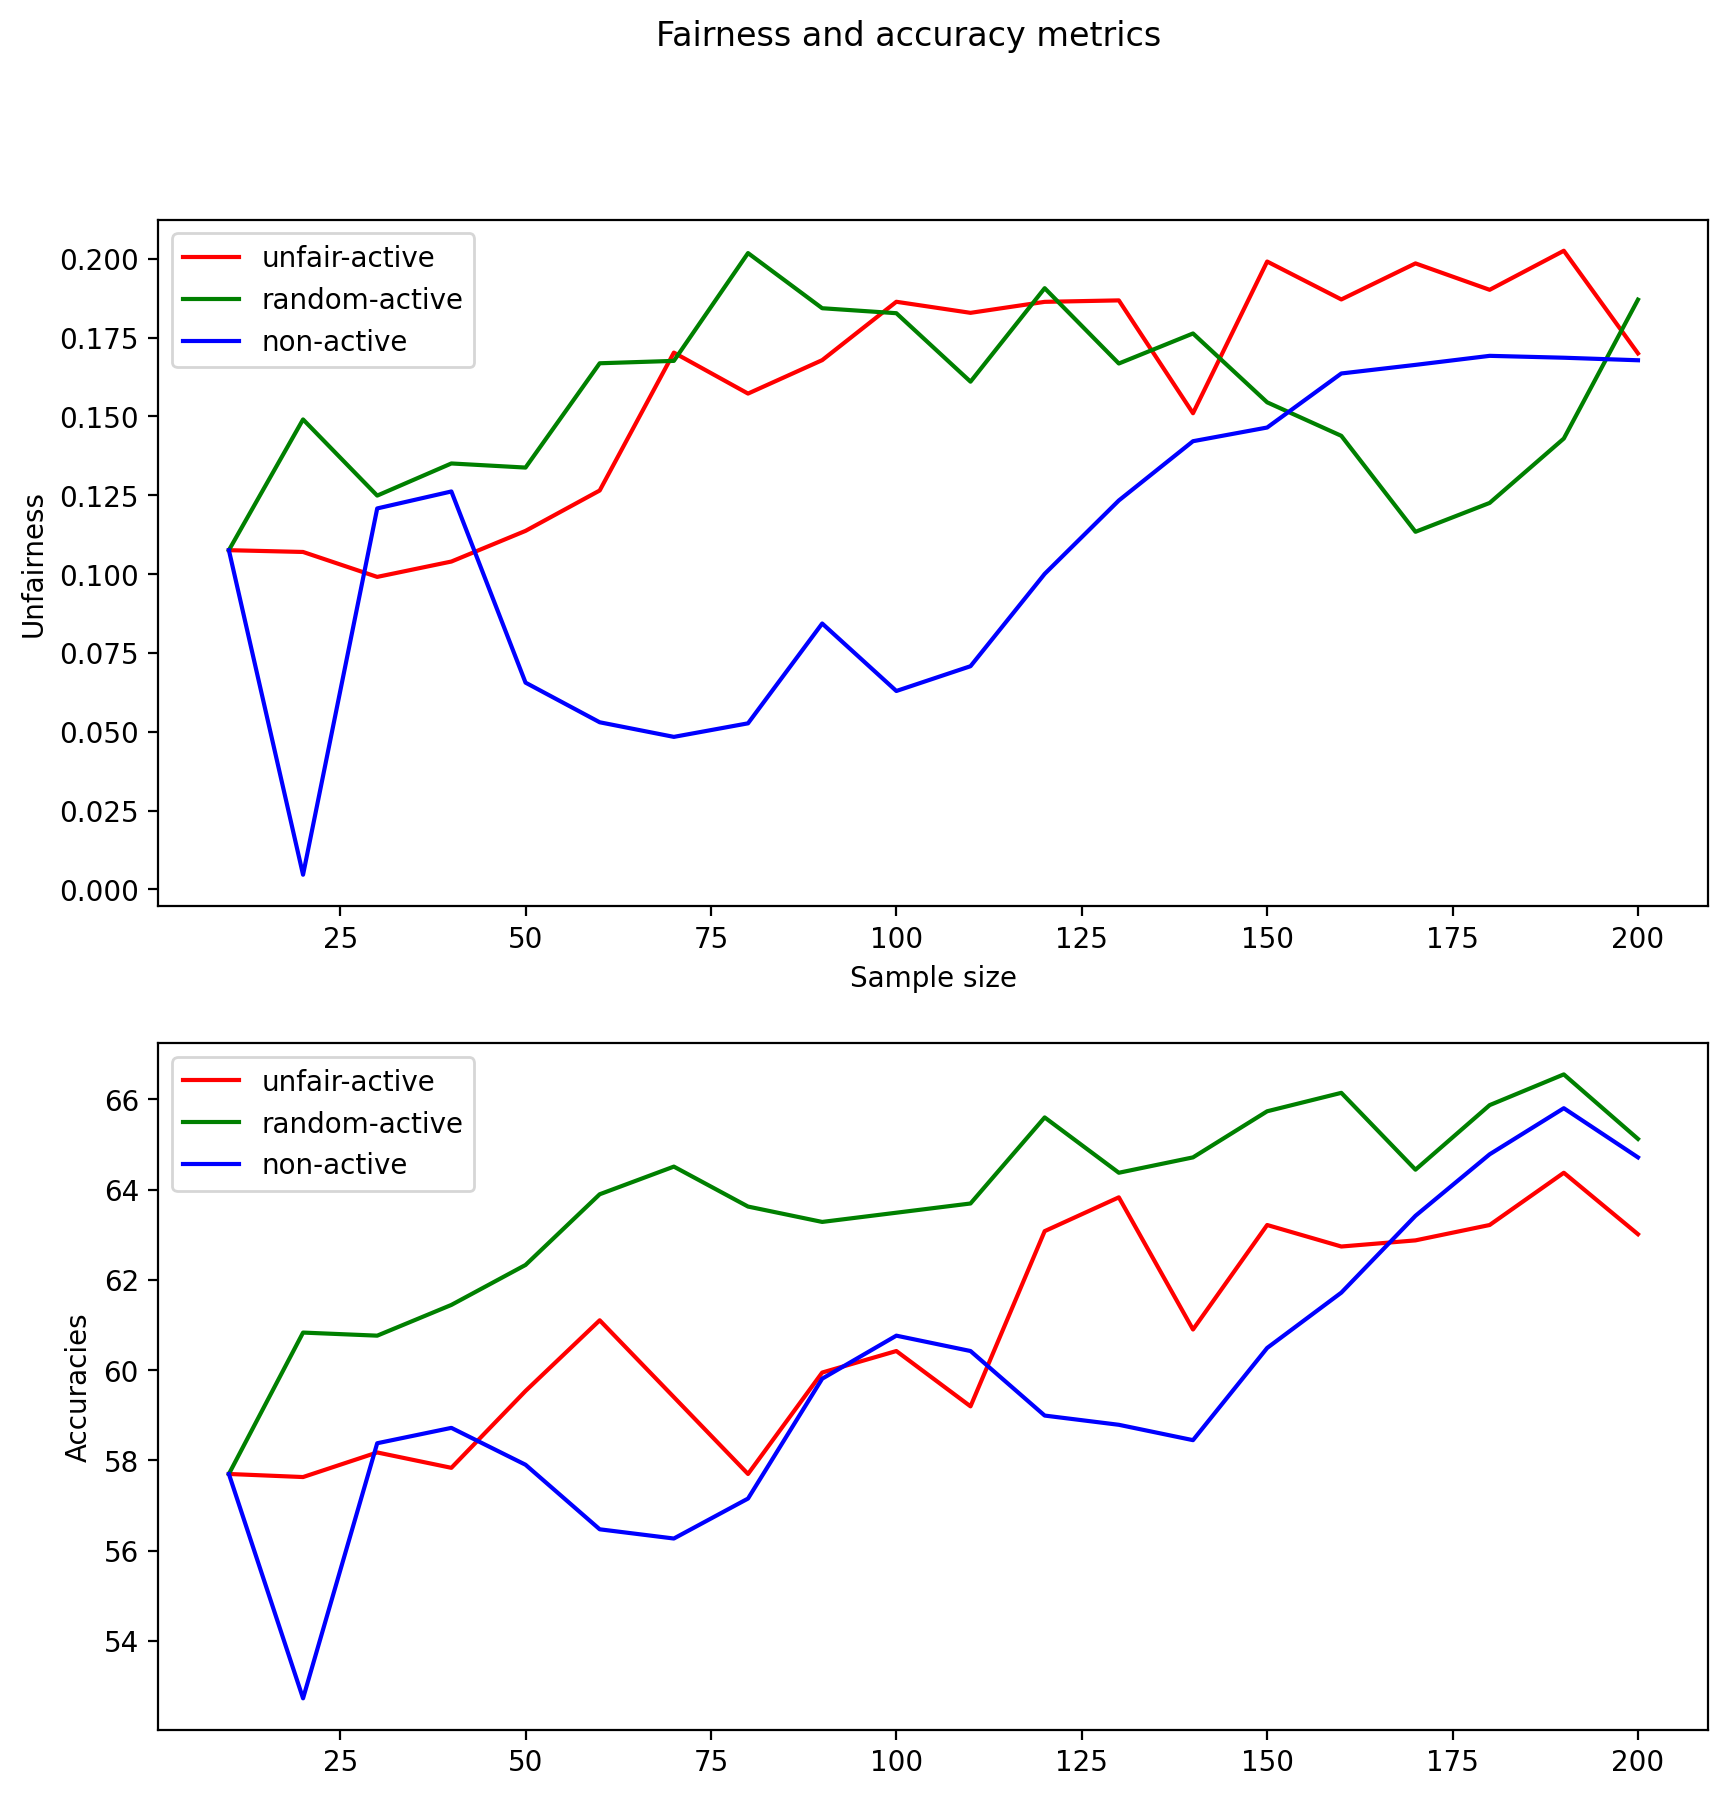 Fairness and accuracy metrics
unfair-active
random-active
non-active
0.200
0.175
0.150
0.125
0.100
0.075
0.050
0.025
0.000
Unfairness
25 50 75 100 125 150 175 200
Sample size
unfair-active
random-active
non-active
66
64
62
60
58
56
54
Accuracies
25 50 75 100 125 150 175 200